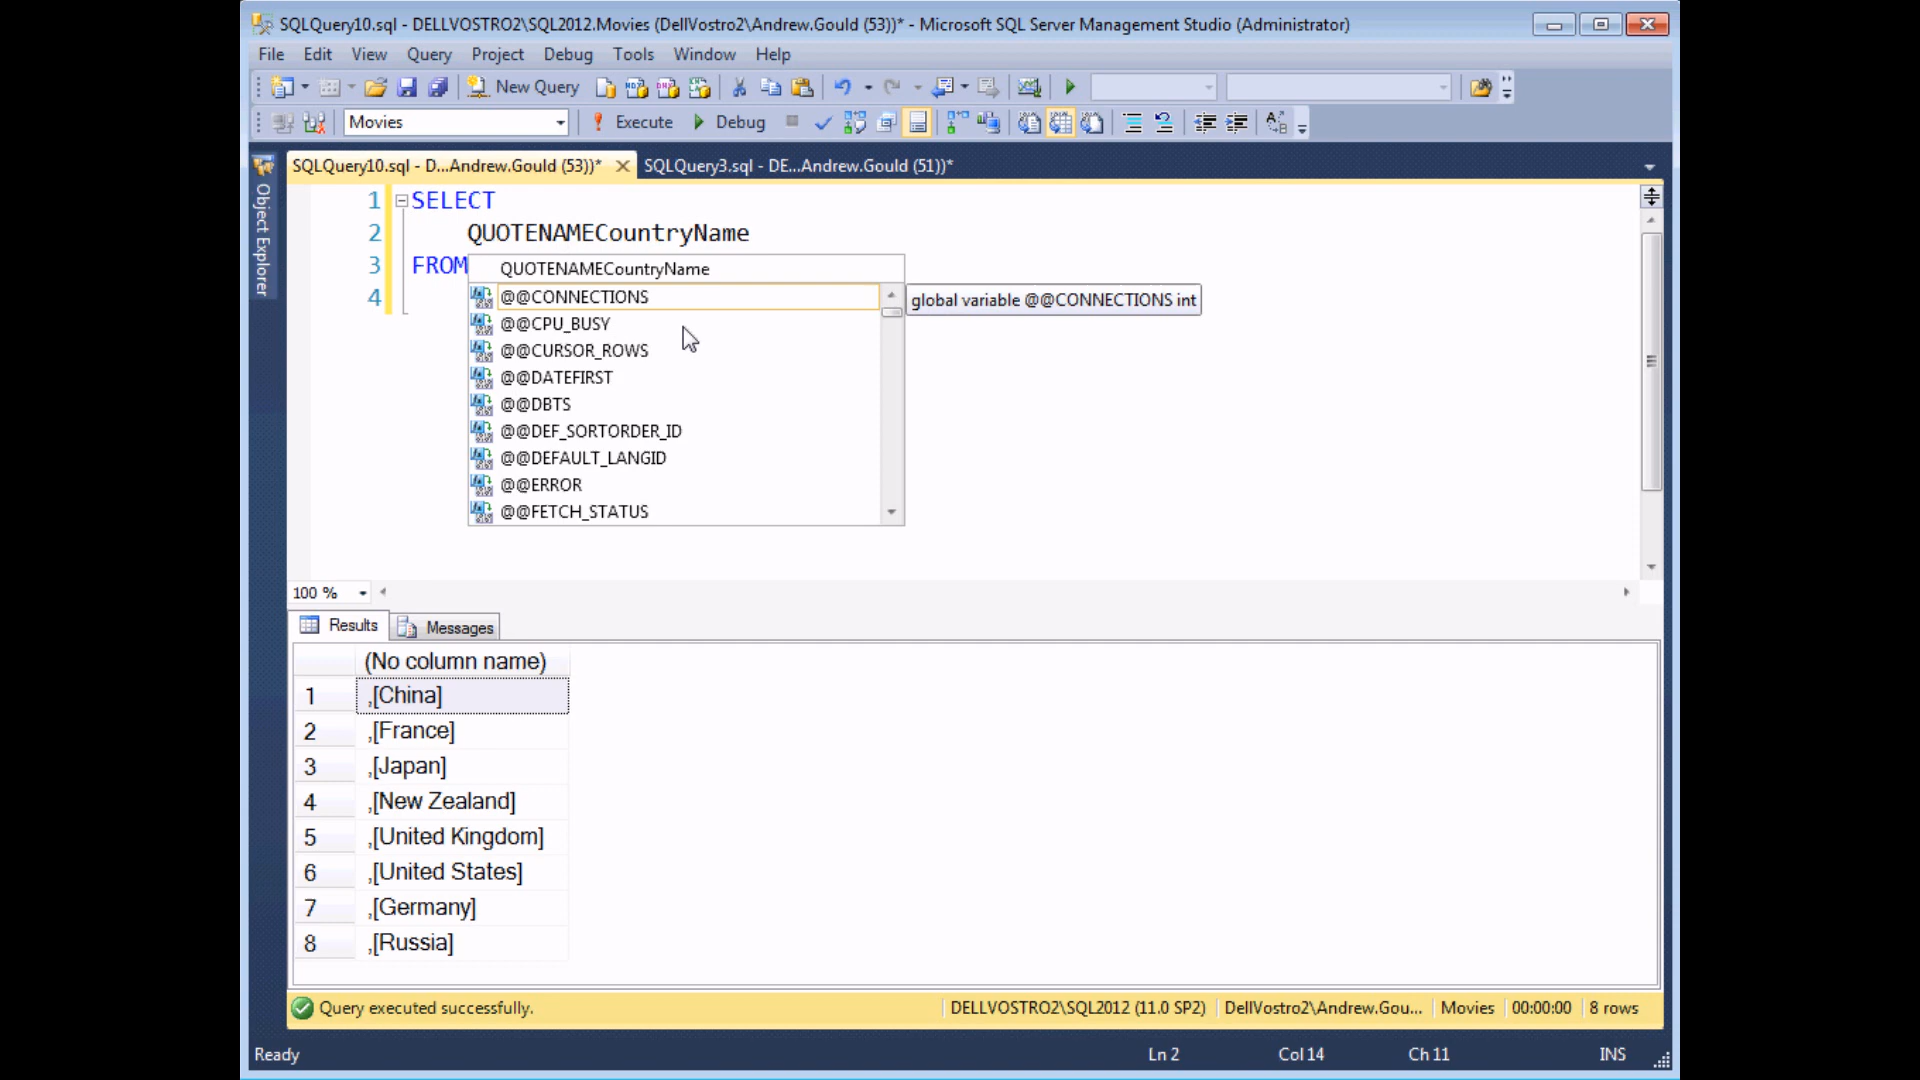 SQLQuery10.sql - DELLVOSTRO2\SQL2012.Movies (DellVostro2\Andrew.Gould (53))* - Microsoft SQL Server Management Studio (Administrator)
File Edit View Query Project Debug Tools Window Help
New Query
Movies Execute Debug
SQLQuery10.sql - D...Andrew.Gould (53))* SQLQuery3.sql - DE...Andrew.Gould (51))*
Object Explorer
1 SELECT
2 QUOTENAMECountryName
3 FROM
4
QUOTENAMECountryName
@@CONNECTIONS
global variable @@CONNECTIONS int
@@CPU_BUSY
@@CURSOR_ROWS
@@DATEFIRST
@@DBTS
@@DEF_SORTORDER_ID
@@DEFAULT_LANGID
@@ERROR
@@FETCH_STATUS
100 %
Results Messages
(No column name)
1 ,[China]
2 ,[France]
3 ,[Japan]
4 ,[New Zealand]
5 ,[United Kingdom]
6 ,[United States]
7 ,[Germany]
8 ,[Russia]
Query executed successfully. DELLVOSTRO2\SQL2012 (11.0 SP2) DellVostro2\Andrew.Gou... Movies 00:00:00 8 rows
Ready Ln 2 Col 14 Ch 11 INS